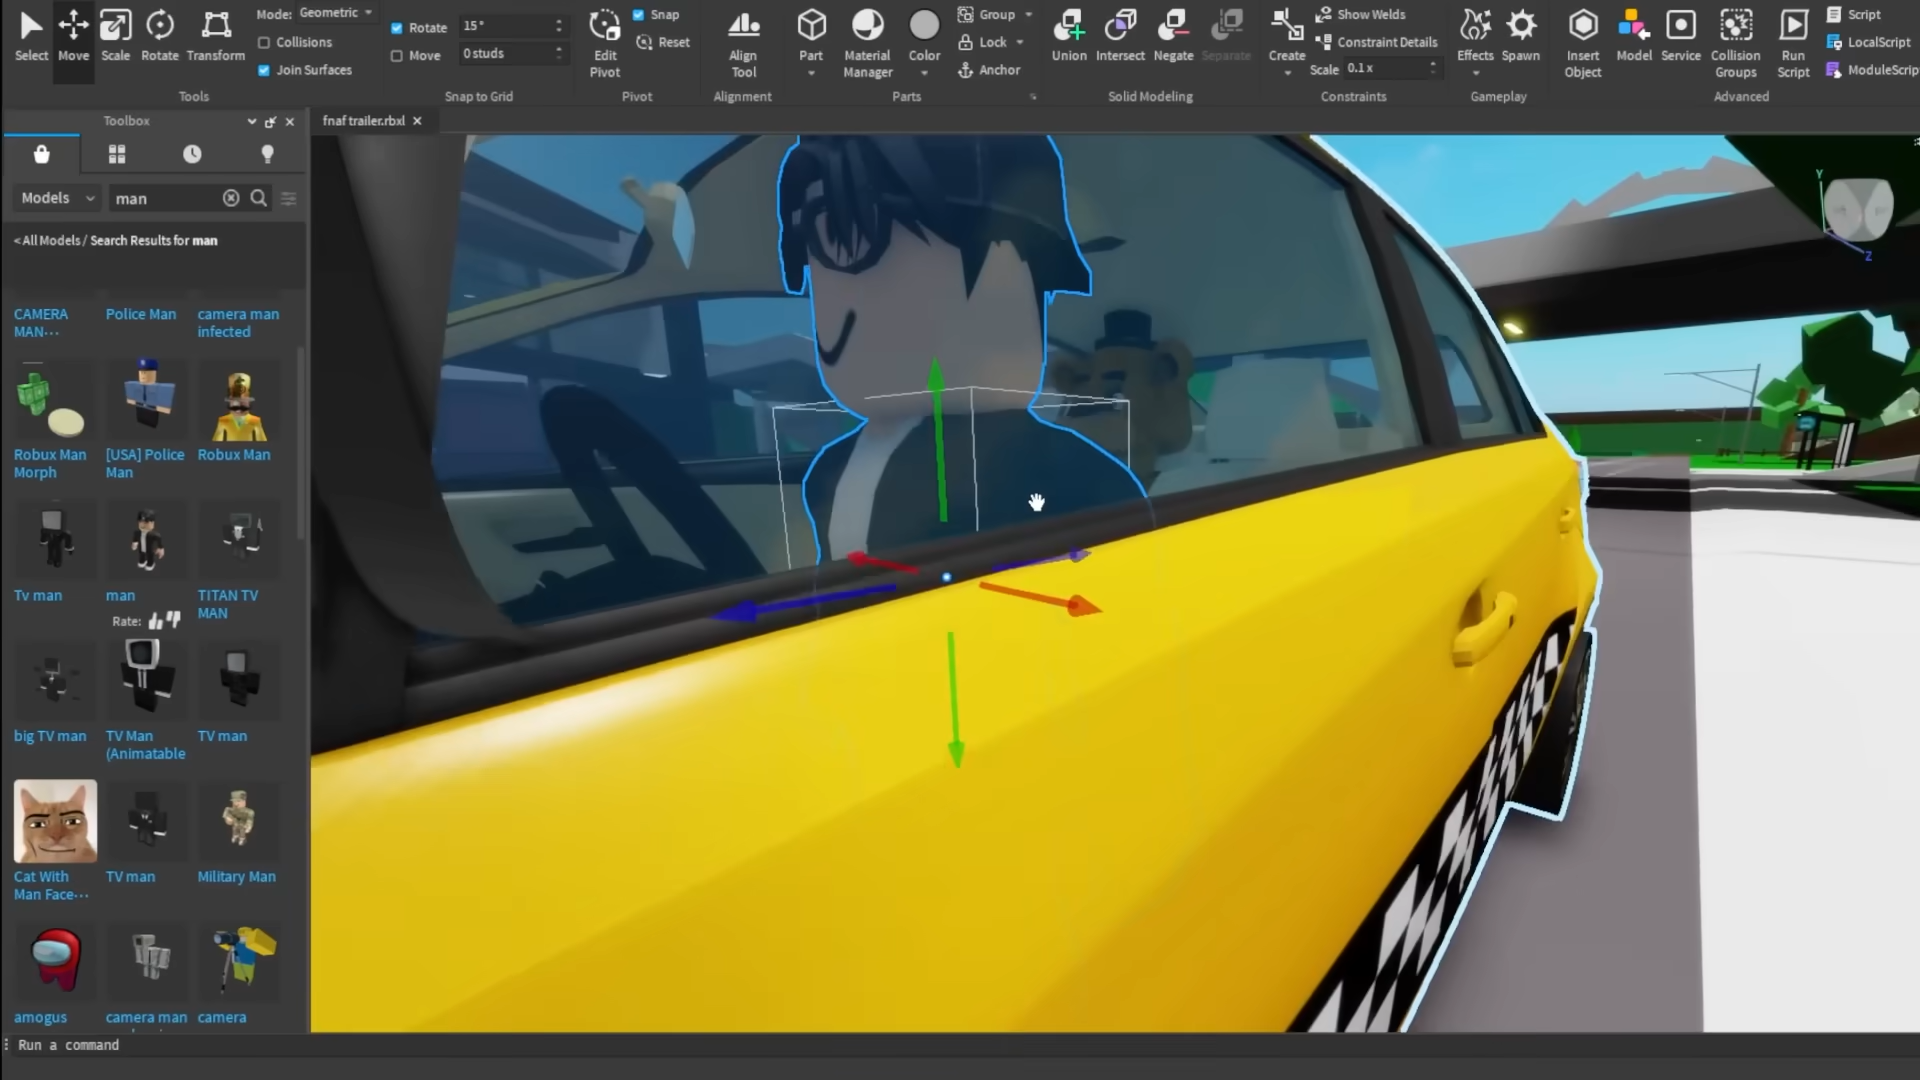 Select
Move
Scale
Rotate
Transform
Mode: Geometric
Collisions
Join Surfaces
Tools
Rotate 15°
Move 0 studs
Snap to Grid
Edit
Pivot
Snap
Reset
Pivot
Align
Tool
Alignment
Part
Material
Manager
Color
Group
Lock
Anchor
Parts
Union
Intersect
Negate
Separate
Solid Modeling
Create
Show Welds
Constraint Details
Scale 0.1 x
Constraints
Effects
Spawn
Gameplay
Insert
Object
Model
Service
Collision
Groups
Run
Script
Script
LocalScript
ModuleScrip
Advanced
Toolbox
fnaf trailer.rbxl
Models
man
< All Models / Search Results for man
CAMERA
MAN...
Police Man
camera man
infected
Robux Man
Morph
[USA] Police
Man
Robux Man
Tv man
man
Rate:
TITAN TV
MAN
big TV man
TV Man
(Animatable
TV man
Cat With
Man Face...
TV man
Military Man
amogus
camera man
camera
Run a command
Y
Z